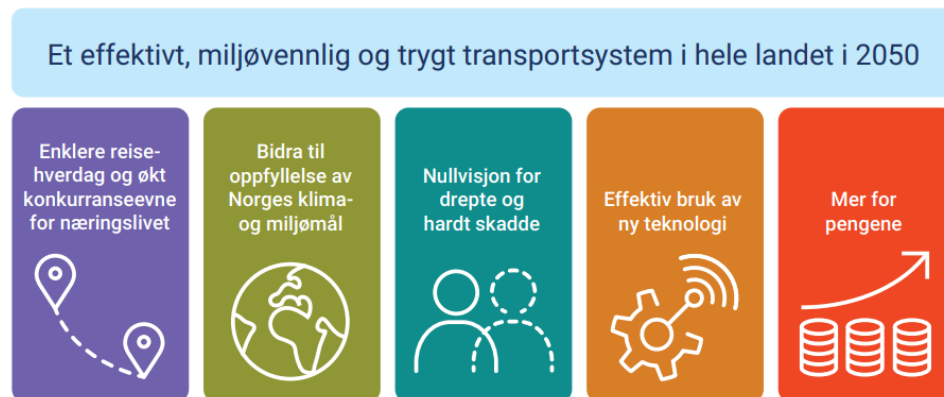 Et effektivt, miljøvennlig og trygt transportsystem i hele landet i 2050
Enklere reise-
hverdag og økt
konkurranseevne
for næringslivet
Bidra til
oppfyllelse av
Norges klima-
og miljømål
Nullvisjon for
drepte og
hardt skadde
Effektiv bruk av
ny teknologi
Mer for
pengene